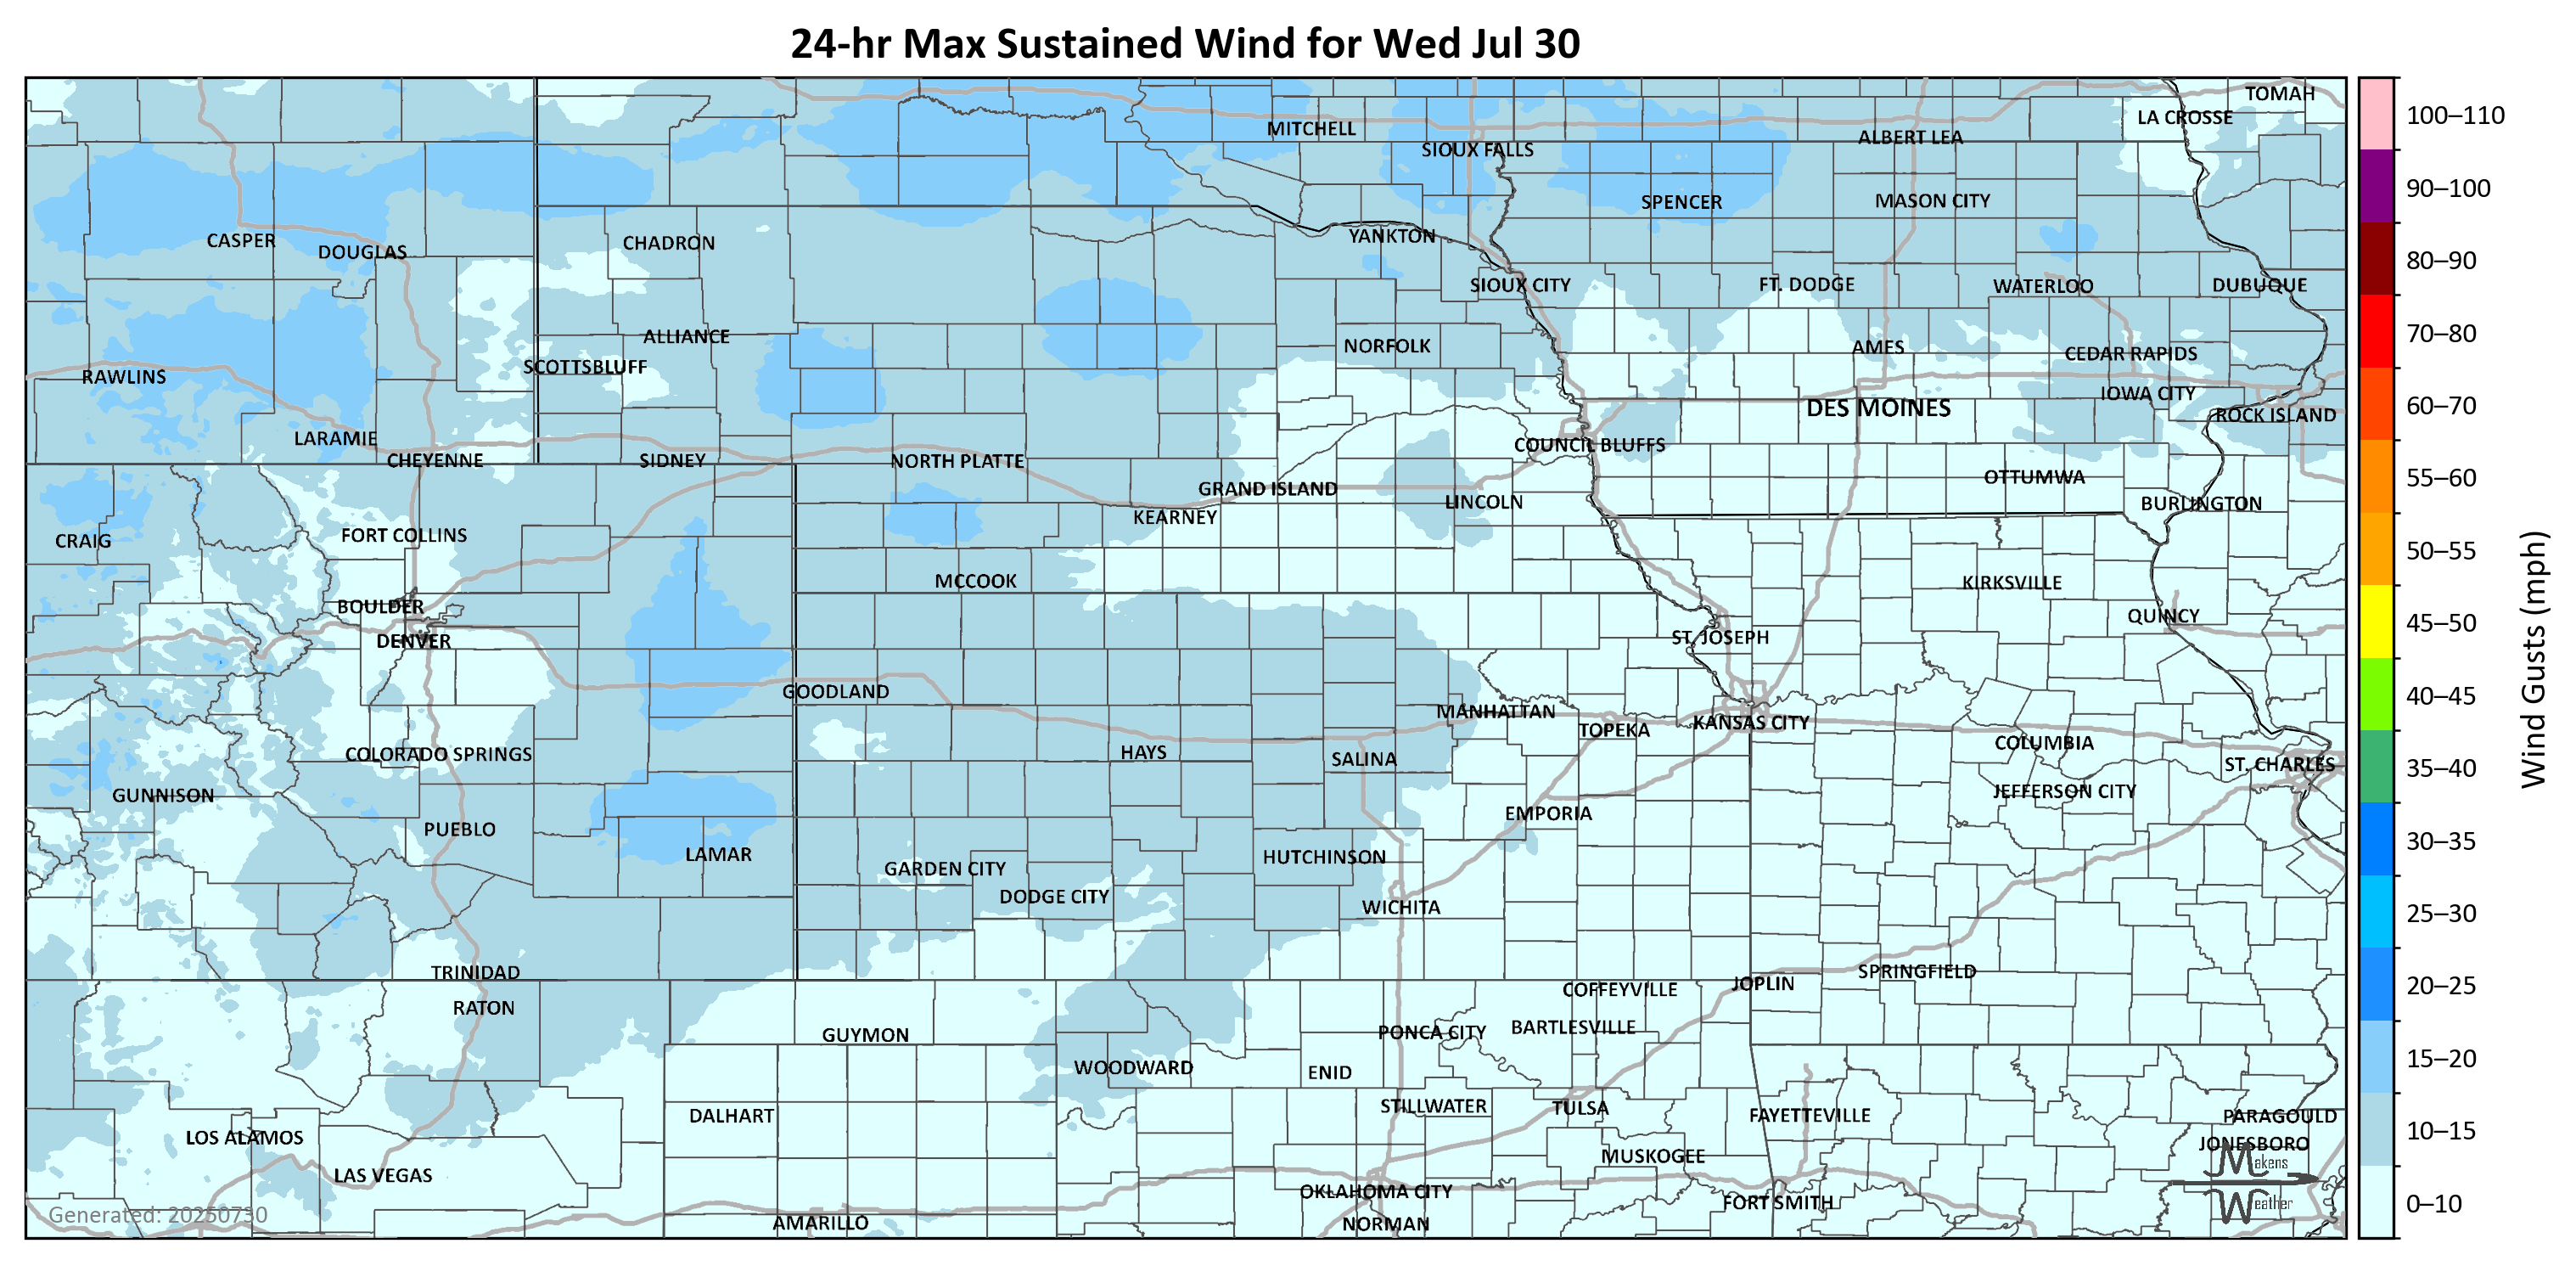 24-hr Max Sustained Wind for Wed Jul 30
TOMAH
LA CROSSE
MITCHELL
ALBERT LEA
SIOUX FALLS
SPENCER
MASON CITY
CASPER
DOUGLAS
CHADRON
YANKTON
SIOUX CITY
FT. DODGE
WATERLOO
DUBUQUE
ALLIANCE
NORFOLK
AMES
CEDAR RAPIDS
SCOTTSBLUFF
RAWLINS
IOWA CITY
DES MOINES
ROCK ISLAND
LARAMIE
COUNCIL BLUFFS
CHEYENNE
SIDNEY
NORTH PLATTE
OTTUMWA
GRAND ISLAND
LINCOLN
BURLINGTON
KEARNEY
FORT COLLINS
CRAIG
MCCOOK
KIRKSVILLE
BOULDER
QUINCY
DENVER
ST. JOSEPH
GOODLAND
MANHATTAN
TOPEKA
KANSAS CITY
COLUMBIA
COLORADO SPRINGS
HAYS
SALINA
ST. CHARLES
GUNNISON
JEFFERSON CITY
EMPORIA
PUEBLO
LAMAR
HUTCHINSON
GARDEN CITY
DODGE CITY
WICHITA
TRINIDAD
SPRINGFIELD
JOPLIN
COFFEYVILLE
RATON
BARTLESVILLE
PONCA CITY
GUYMON
WOODWARD
ENID
STILLWATER
TULSA
DALHART
FAYETTEVILLE
PARAGOULD
LOS ALAMOS
JONESBORO
MUSKOGEE
LAS VEGAS
OKLAHOMA CITY
FORT SMITH
AMARILLO
NORMAN
Makens
Weather
Generated: 20250730
100–110
90–100
80–90
70–80
60–70
55–60
50–55
45–50
40–45
35–40
30–35
25–30
20–25
15–20
10–15
0–10
Wind Gusts (mph)